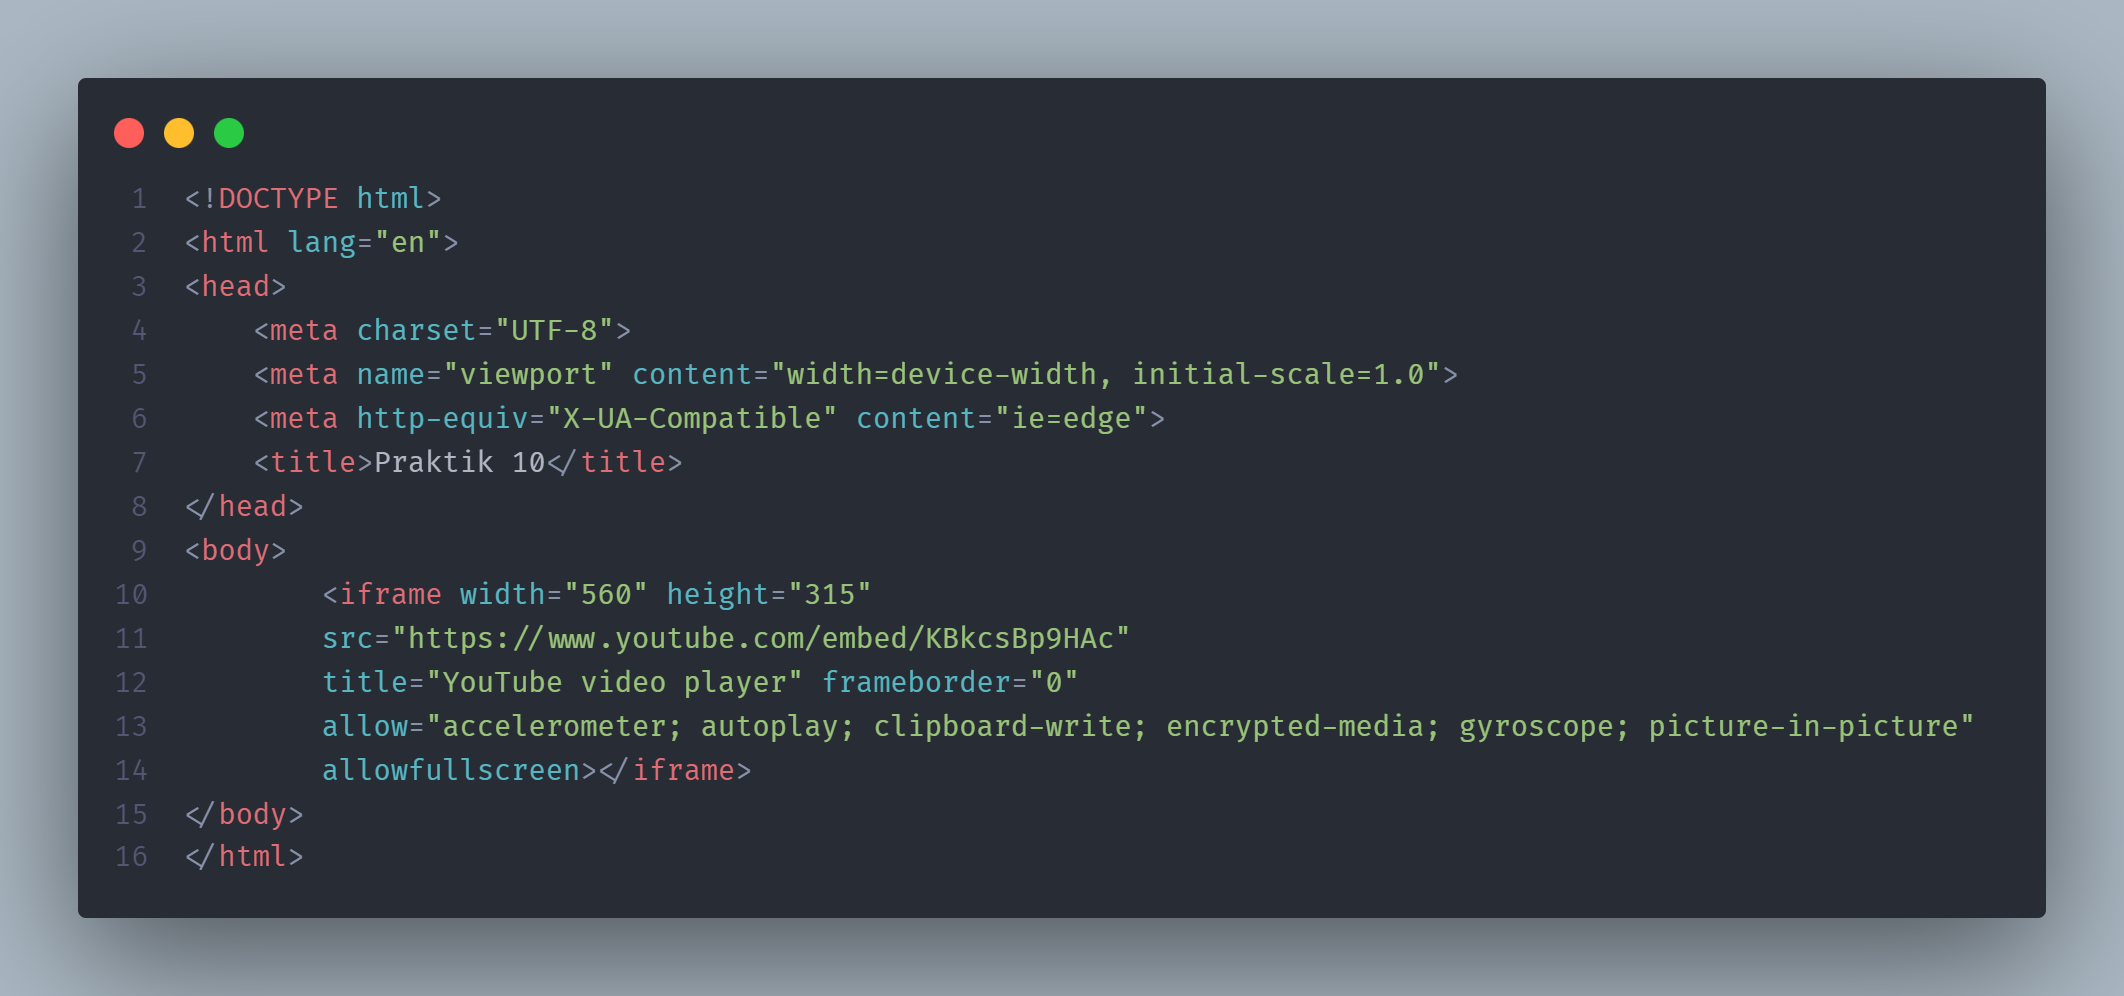 1 <!DOCTYPE html>
2 <html lang="en">
3 <head>
4     <meta charset="UTF-8">
5     <meta name="viewport" content="width=device-width, initial-scale=1.0">
6     <meta http-equiv="X-UA-Compatible" content="ie=edge">
7     <title>Praktik 10</title>
8 </head>
9 <body>
10         <iframe width="560" height="315"
11         src="https://www.youtube.com/embed/KBkcsBp9HAc"
12         title="YouTube video player" frameborder="0"
13         allow="accelerometer; autoplay; clipboard-write; encrypted-media; gyroscope; picture-in-picture"
14         allowfullscreen></iframe>
15 </body>
16 </html>